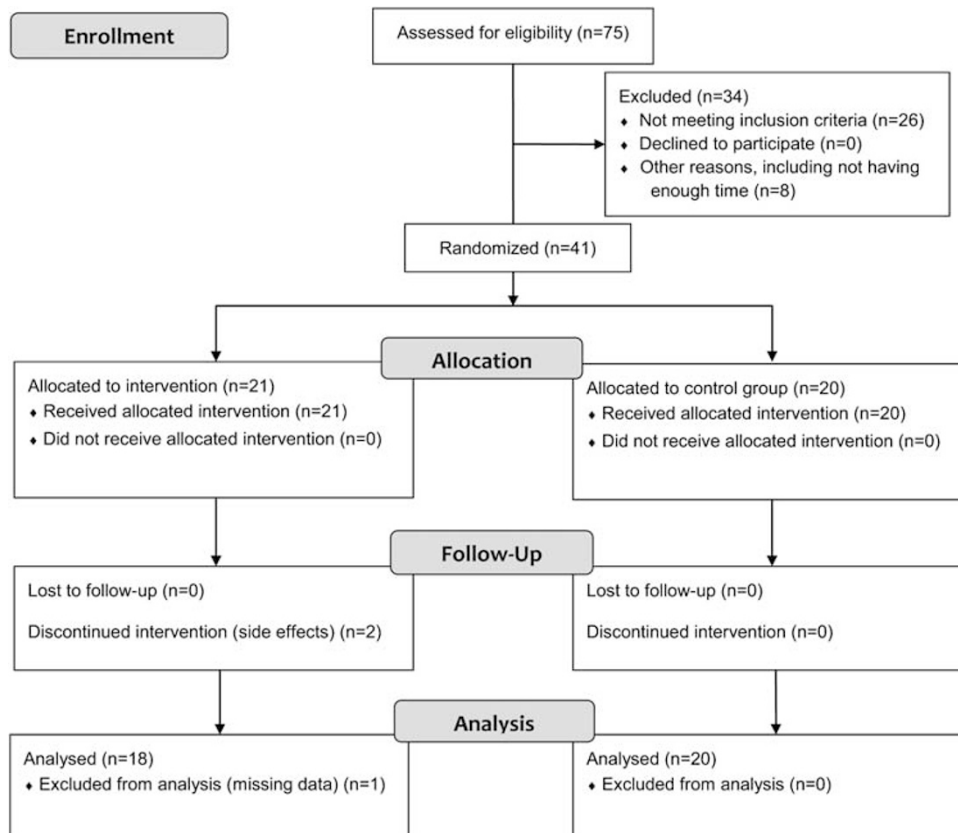 Enrollment
Assessed for eligibility (n=75)
Excluded (n=34)
♦ Not meeting inclusion criteria (n=26)
♦ Declined to participate (n=0)
♦ Other reasons, including not having
enough time (n=8)
Randomized (n=41)
Allocation
Allocated to intervention (n=21)
♦ Received allocated intervention (n=21)
♦ Did not receive allocated intervention (n=0)
Allocated to control group (n=20)
♦ Received allocated intervention (n=20)
♦ Did not receive allocated intervention (n=0)
Follow-Up
Lost to follow-up (n=0)
Discontinued intervention (side effects) (n=2)
Lost to follow-up (n=0)
Discontinued intervention (n=0)
Analysis
Analysed (n=18)
♦ Excluded from analysis (missing data) (n=1)
Analysed (n=20)
♦ Excluded from analysis (n=0)